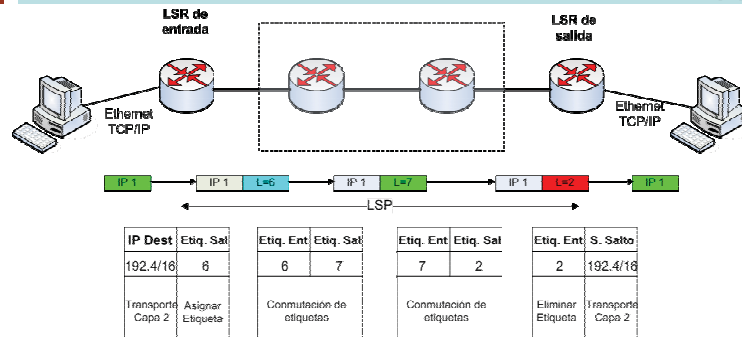 LSR de
entrada
LSR de
salida
Ethernet
TCP/IP
Ethernet
TCP/IP
IP 1
IP 1 L=6
IP 1 L=7
IP 1 L=2
IP 1
LSP
IP Dest Etiq. Sal
192.4/16 6
Transporte
Capa 2
Asignar
Etiqueta
Etiq. Ent Etiq. Sal
6 7
Conmutación de
etiquetas
Etiq. Ent Etiq. Sal
7 2
Conmutación de
etiquetas
Etiq. Ent S. Salto
2 192.4/16
Eliminar
Etiqueta
Transporte
Capa 2